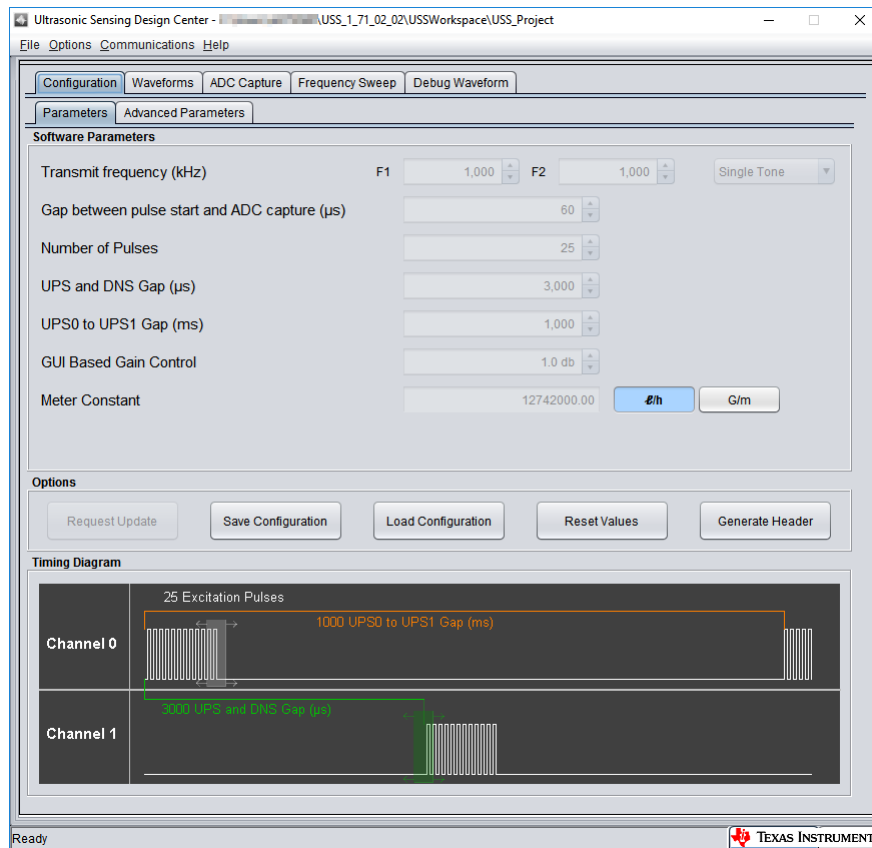 Ultrasonic Sensing Design Center - \USS_1_71_02_02\USSWorkspace\USS_Project
File Options Communications Help
Configuration Waveforms ADC Capture Frequency Sweep Debug Waveform
Parameters Advanced Parameters
Software Parameters
Transmit frequency (kHz) F1 1,000 F2 1,000 Single Tone
Gap between pulse start and ADC capture (µs) 60
Number of Pulses 25
UPS and DNS Gap (µs) 3,000
UPS0 to UPS1 Gap (ms) 1,000
GUI Based Gain Control 1.0 db
Meter Constant 12742000.00 ℓ/h G/m
Options
Request Update Save Configuration Load Configuration Reset Values Generate Header
Timing Diagram
25 Excitation Pulses
1000 UPS0 to UPS1 Gap (ms)
Channel 0
3000 UPS and DNS Gap (µs)
Channel 1
Ready TEXAS INSTRUMENT